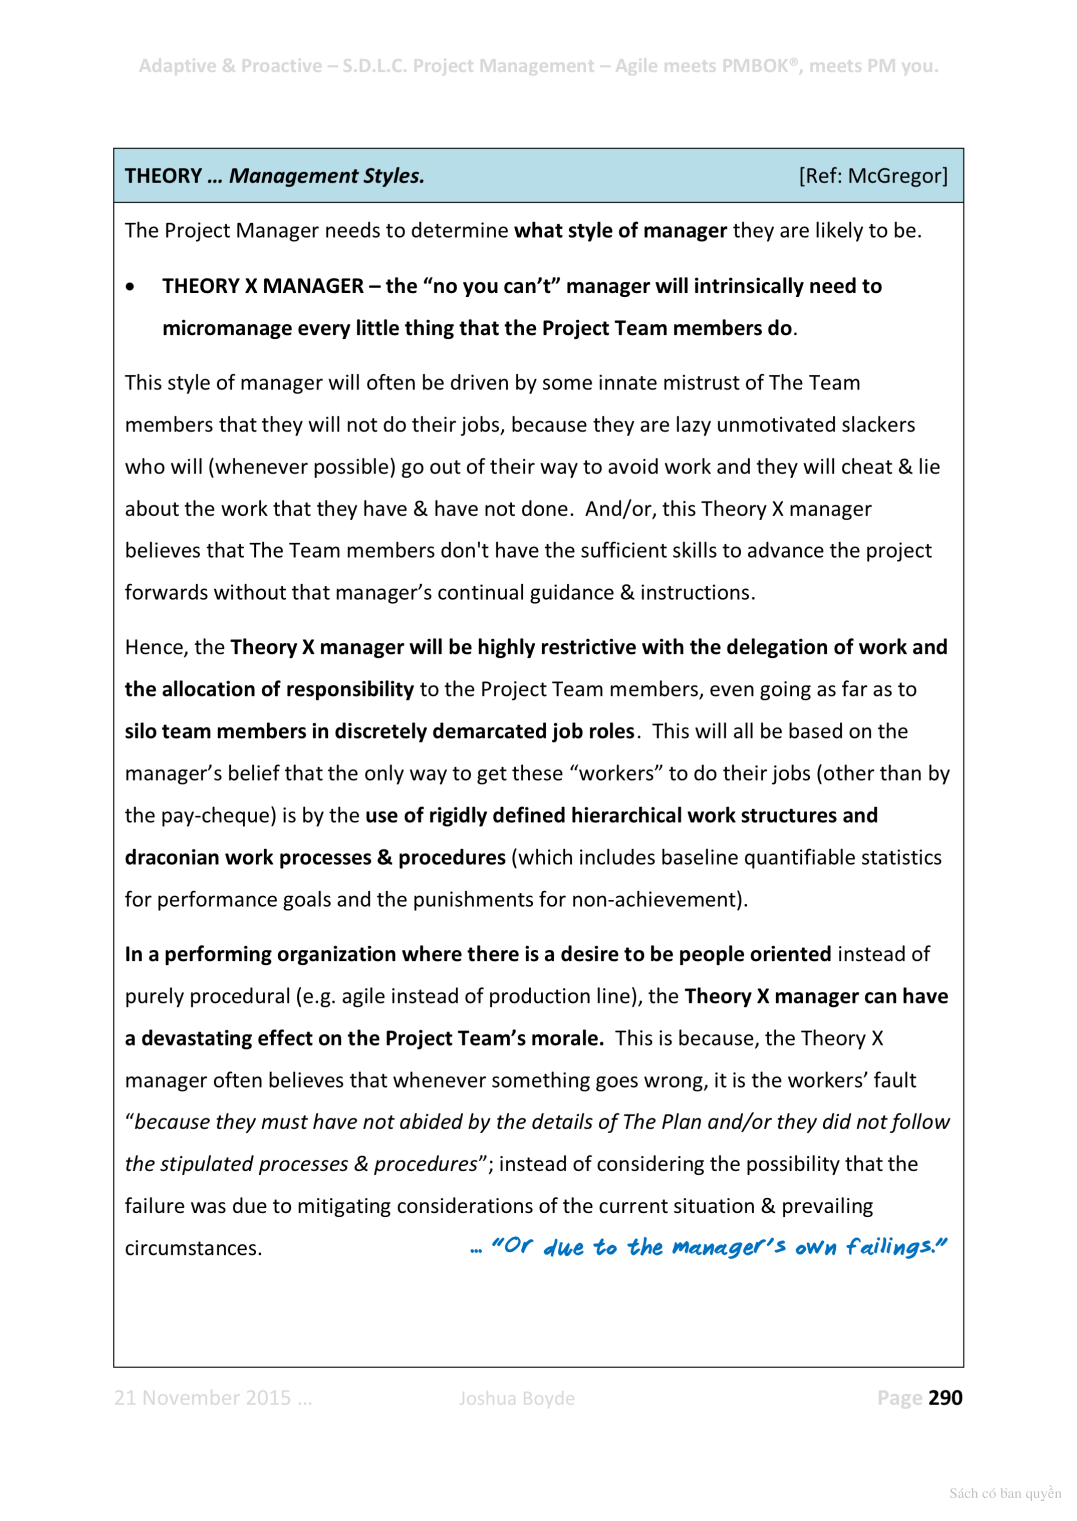 Adaptive & Proactive – S.D.L.C. Project Management – Agile meets PMBOK®, meets PM you.
THEORY … Management Styles. [Ref: McGregor]
The Project Manager needs to determine what style of manager they are likely to be.
• THEORY X MANAGER – the “no you can’t” manager will intrinsically need to
micromanage every little thing that the Project Team members do.
This style of manager will often be driven by some innate mistrust of The Team
members that they will not do their jobs, because they are lazy unmotivated slackers
who will (whenever possible) go out of their way to avoid work and they will cheat & lie
about the work that they have & have not done.  And/or, this Theory X manager
believes that The Team members don't have the sufficient skills to advance the project
forwards without that manager’s continual guidance & instructions.
Hence, the Theory X manager will be highly restrictive with the delegation of work and
the allocation of responsibility to the Project Team members, even going as far as to
silo team members in discretely demarcated job roles.  This will all be based on the
manager’s belief that the only way to get these “workers” to do their jobs (other than by
the pay-cheque) is by the use of rigidly defined hierarchical work structures and
draconian work processes & procedures (which includes baseline quantifiable statistics
for performance goals and the punishments for non-achievement).
In a performing organization where there is a desire to be people oriented instead of
purely procedural (e.g. agile instead of production line), the Theory X manager can have
a devastating effect on the Project Team’s morale.  This is because, the Theory X
manager often believes that whenever something goes wrong, it is the workers’ fault
“because they must have not abided by the details of The Plan and/or they did not follow
the stipulated processes & procedures”; instead of considering the possibility that the
failure was due to mitigating considerations of the current situation & prevailing
circumstances. … “Or due to the manager’s own failings.”
21 November 2015 … Joshua Boyde Page 290
Sách có bản quyền